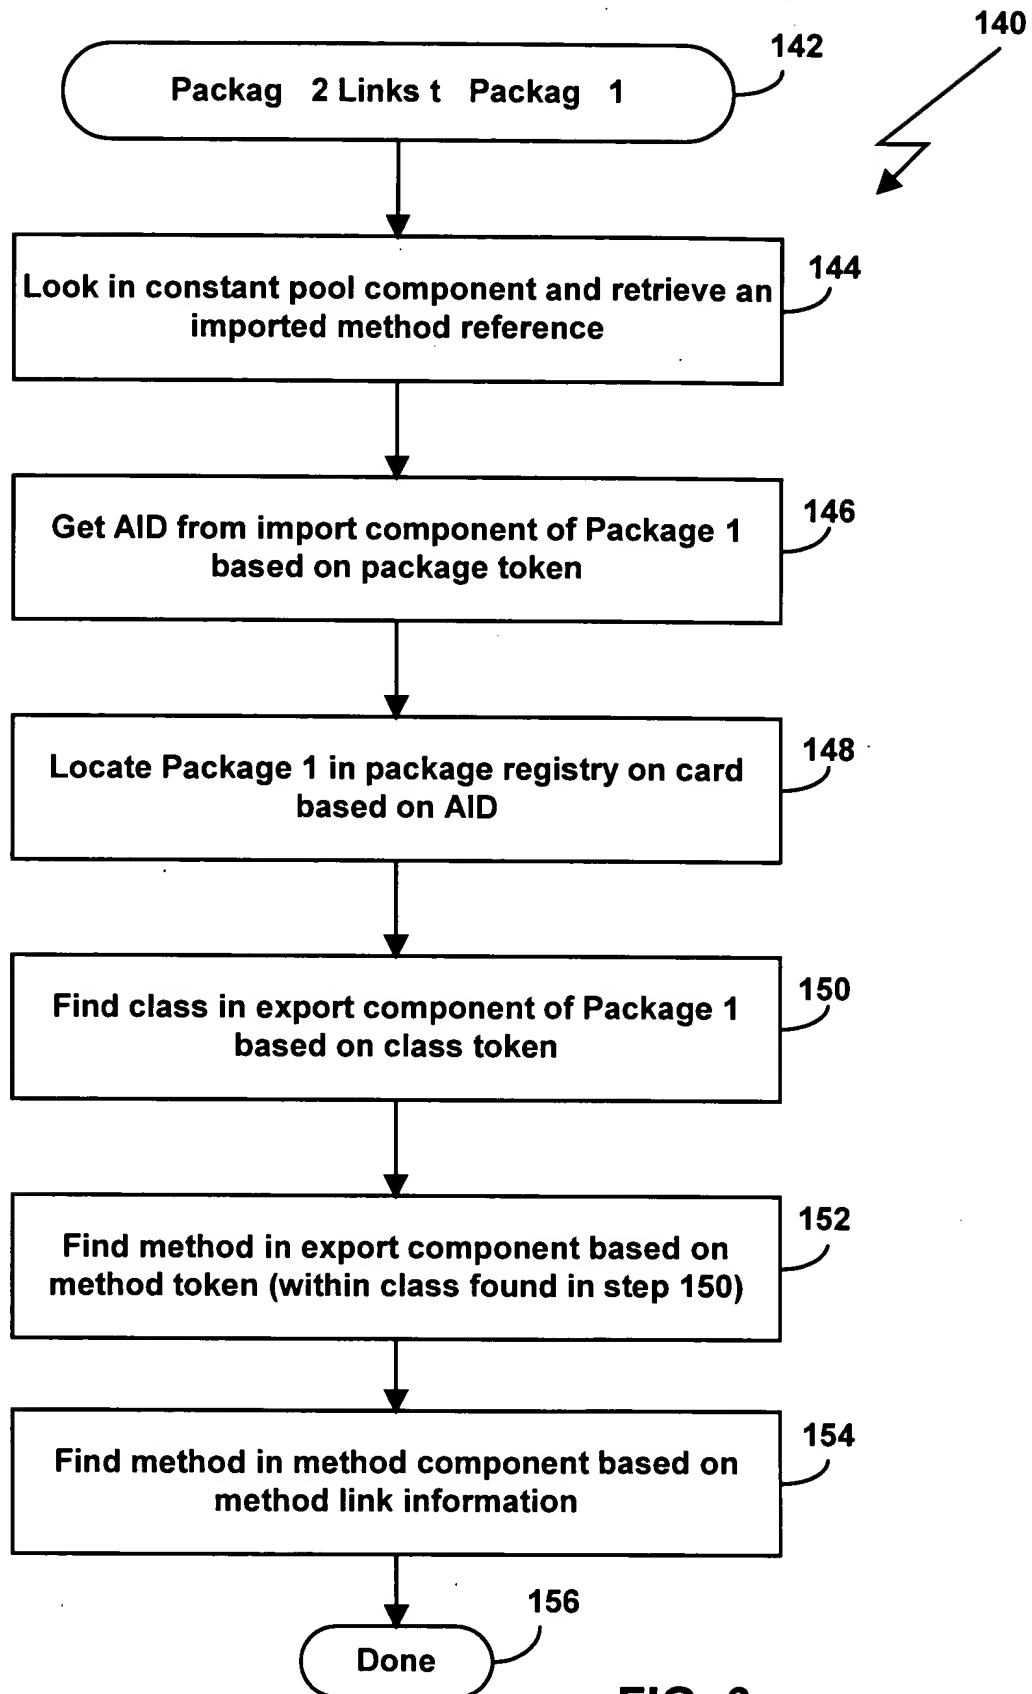 140
142
Packag 2 Links t Packag 1
144
Look in constant pool component and retrieve an
imported method reference
146
Get AID from import component of Package 1
based on package token
148
Locate Package 1 in package registry on card
based on AID
150
Find class in export component of Package 1
based on class token
152
Find method in export component based on
method token (within class found in step 150)
154
Find method in method component based on
method link information
156
Done